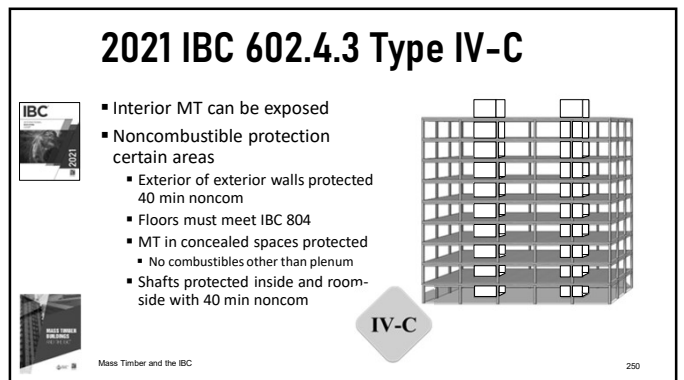 2021 IBC 602.4.3 Type IV-C
IBC
2021
▪ Interior MT can be exposed
▪ Noncombustible protection
certain areas
▪ Exterior of exterior walls protected
40 min noncom
▪ Floors must meet IBC 804
▪ MT in concealed spaces protected
▪ No combustibles other than plenum
▪ Shafts protected inside and room-
side with 40 min noncom
IV-C
MASS TIMBER
BUILDINGS
Mass Timber and the IBC
250